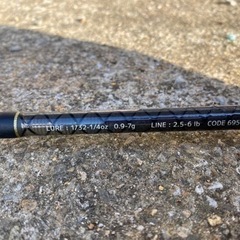 LURE : 1/32-1/4oz 0.9-7g LINE : 2.5-6 lb CODE 695